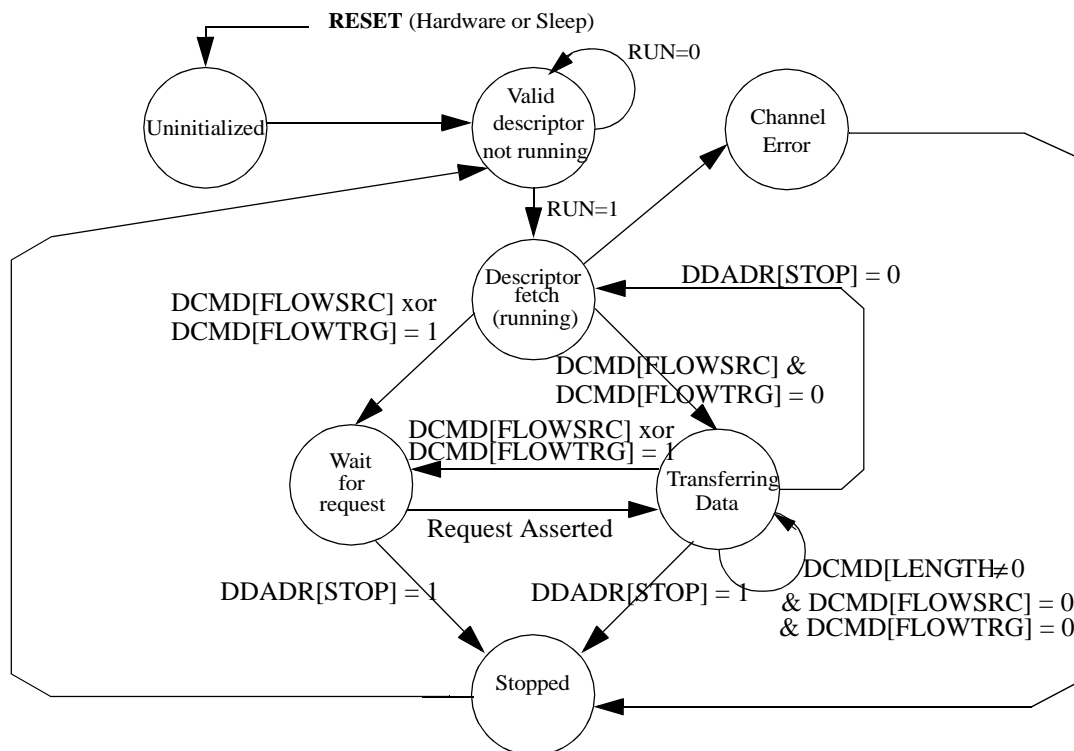 RESET (Hardware or Sleep)
RUN=0
Uninitialized
Valid
descriptor
not running
Channel
Error
RUN=1
Descriptor
fetch
(running)
DDADR[STOP] = 0
DCMD[FLOWSRC] xor
DCMD[FLOWTRG] = 1
DCMD[FLOWSRC] &
DCMD[FLOWTRG] = 0
DCMD[FLOWSRC] xor
DCMD[FLOWTRG] = 1
Wait
for
request
Transferring
Data
Request Asserted
DDADR[STOP] = 1
DDADR[STOP] = 1
DCMD[LENGTH≠0
& DCMD[FLOWSRC] = 0
& DCMD[FLOWTRG] = 0
Stopped